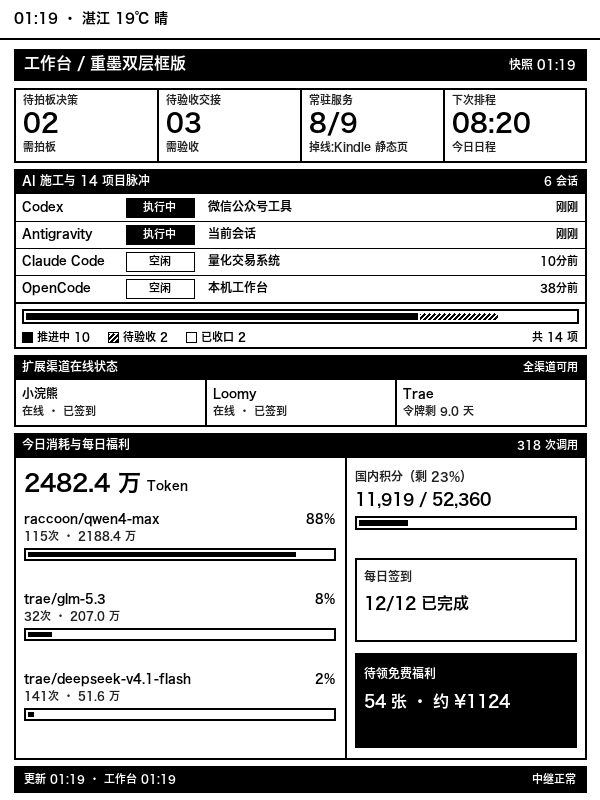 01:19 · 湛江 19℃ 晴
工作台 / 重墨双层框版 快照 01:19
待拍板决策
02
需拍板
待验收交接
03
需验收
常驻服务
8/9
掉线:Kindle 静态页
下次排程
08:20
今日日程
AI 施工与 14 项目脉冲 6 会话
Codex 执行中 微信公众号工具 刚刚
Antigravity 执行中 当前会话 刚刚
Claude Code 空闲 量化交易系统 10分前
OpenCode 空闲 本机工作台 38分前
推进中 10 待验收 2 已收口 2 共 14 项
扩展渠道在线状态 全渠道可用
小浣熊
在线 · 已签到
Loomy
在线 · 已签到
Trae
令牌剩 9.0 天
今日消耗与每日福利 318 次调用
2482.4 万 Token
raccoon/qwen4-max 88%
115次 · 2188.4 万
trae/glm-5.3 8%
32次 · 207.0 万
trae/deepseek-v4.1-flash 2%
141次 · 51.6 万
国内积分（剩 23%）
11,919 / 52,360
每日签到
12/12 已完成
待领免费福利
54 张 · 约 ¥1124
更新 01:19 · 工作台 01:19 中继正常